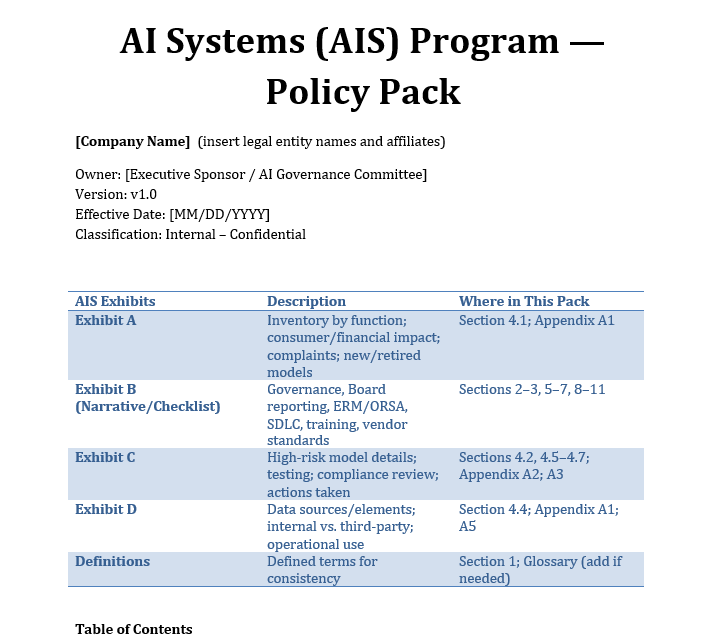 AI Systems (AIS) Program —
Policy Pack
[Company Name] (insert legal entity names and affiliates)
Owner: [Executive Sponsor / AI Governance Committee]
Version: v1.0
Effective Date: [MM/DD/YYYY]
Classification: Internal – Confidential
AIS Exhibits Description Where in This Pack
Exhibit A Inventory by function; Section 4.1; Appendix A1
consumer/financial impact;
complaints; new/retired
models
Exhibit B Governance, Board Sections 2–3, 5–7, 8–11
(Narrative/Checklist) reporting, ERM/ORSA,
SDLC, training, vendor
standards
Exhibit C High-risk model details; Sections 4.2, 4.5–4.7;
testing; compliance review; Appendix A2; A3
actions taken
Exhibit D Data sources/elements; Section 4.4; Appendix A1;
internal vs. third-party; A5
operational use
Definitions Defined terms for Section 1; Glossary (add if
consistency needed)
Table of Contents